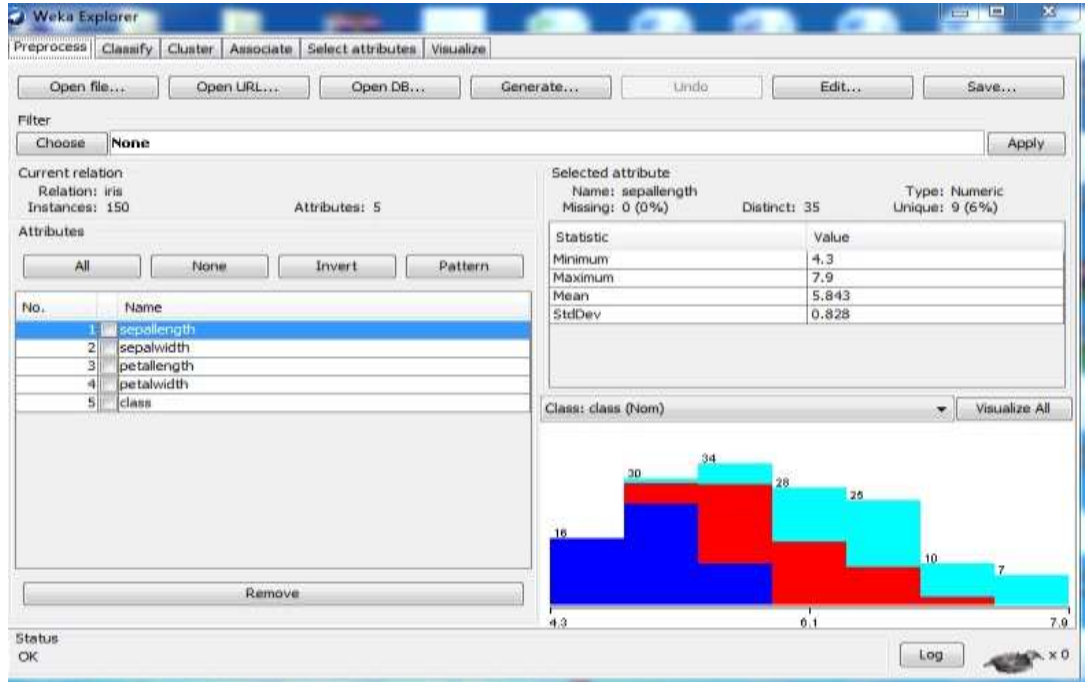 Weka Explorer
Preprocess Classify Cluster Associate Select attributes Visualize
Open file... Open URL... Open DB... Generate... Undo Edit... Save...
Filter
Choose None Apply
Current relation
Relation: iris
Instances: 150 Attributes: 5
Attributes
All None Invert Pattern
No. Name
1 sepallength
2 sepalwidth
3 petallength
4 petalwidth
5 class
Remove
Selected attribute
Name: sepallength Type: Numeric
Missing: 0 (0%) Distinct: 35 Unique: 9 (6%)
Statistic Value
Minimum 4.3
Maximum 7.9
Mean 5.843
StdDev 0.828
Class: class (Nom) Visualize All
16 30 34 28 25 10 7
4.3 6.1 7.9
Status
OK Log x 0